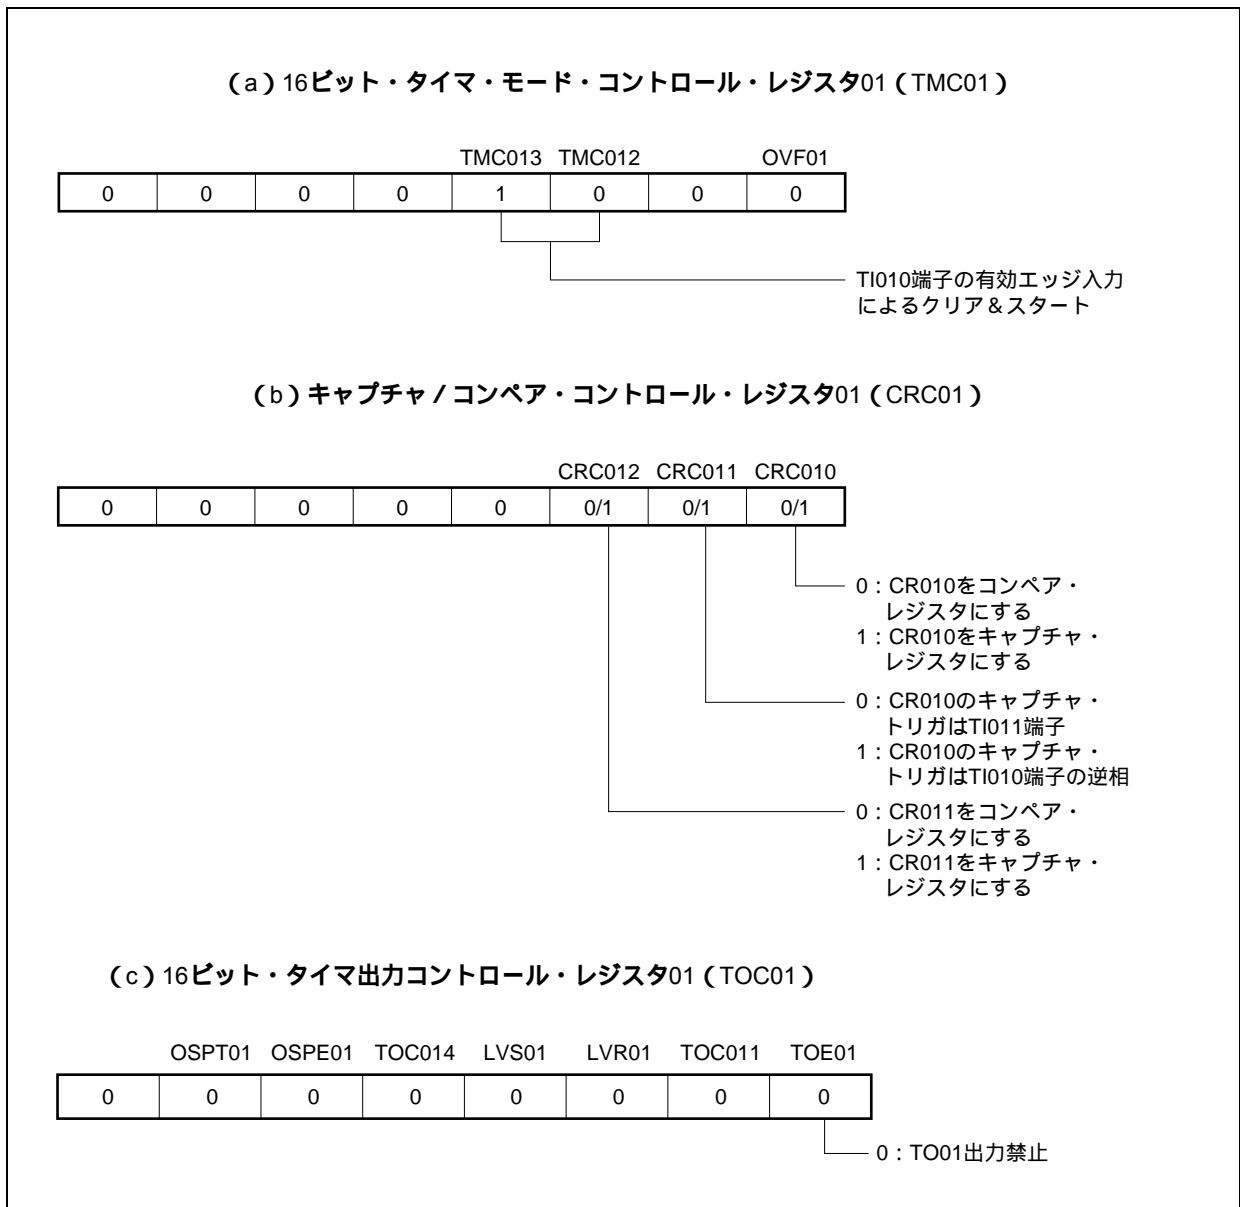 (a)16ビット・タイマ・モード・コントロール・レジスタ01(TMC01)
TMC013 TMC012 OVF01
0 0 0 0 1 0 0 0
TI010端子の有効エッジ入力
によるクリア&スタート
(b)キャプチャ/コンペア・コントロール・レジスタ01(CRC01)
CRC012 CRC011 CRC010
0 0 0 0 0 0/1 0/1 0/1
0:CR010をコンペア・
レジスタにする
1:CR010をキャプチャ・
レジスタにする
0:CR010のキャプチャ・
トリガはTI011端子
1:CR010のキャプチャ・
トリガはTI010端子の逆相
0:CR011をコンペア・
レジスタにする
1:CR011をキャプチャ・
レジスタにする
(c)16ビット・タイマ出力コントロール・レジスタ01(TOC01)
OSPT01 OSPE01 TOC014 LVS01 LVR01 TOC011 TOE01
0 0 0 0 0 0 0 0
0:TO01出力禁止